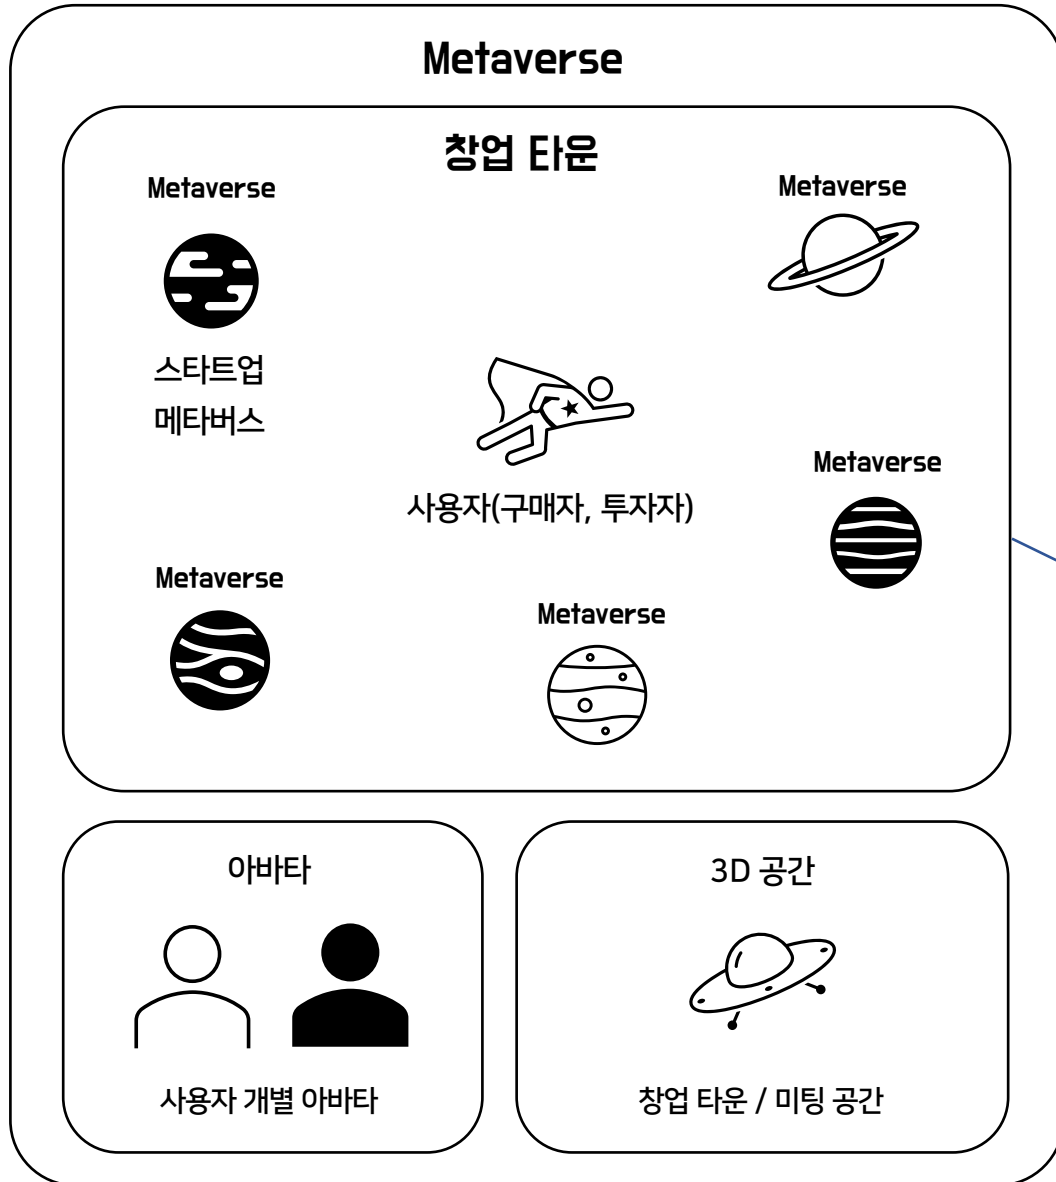 Metaverse
창업 타운
Metaverse
Metaverse
스타트업
메타버스
사용자(구매자, 투자자)
Metaverse
Metaverse
Metaverse
아바타
사용자 개별 아바타
3D 공간
창업 타운 / 미팅 공간